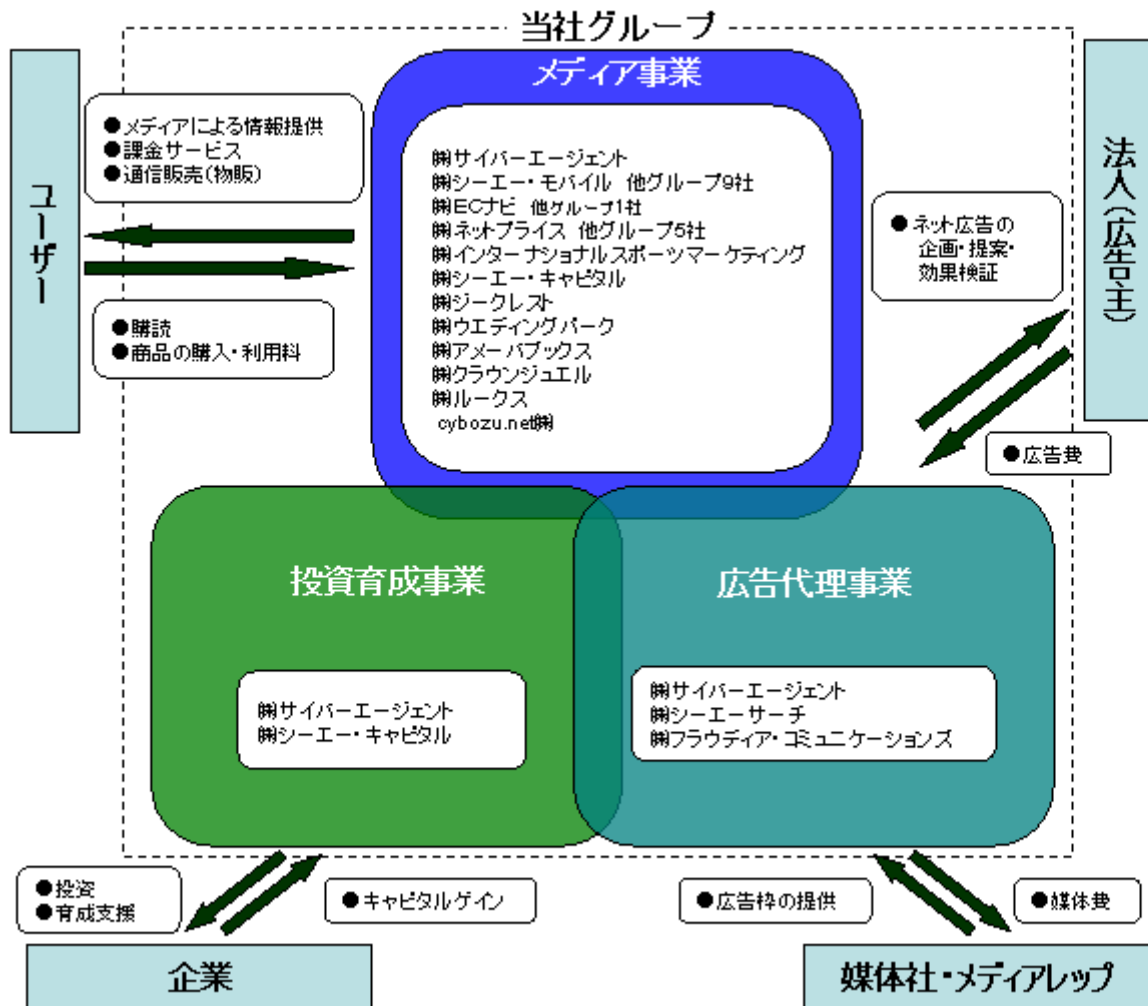 当社グループ
メディア事業
ユーザー
●メディアによる情報提供
●課金サービス
●通信販売(物販)
●購読
●商品の購入・利用料
㈱サイバーエージェント
㈱シーエー・モバイル 他グループ9社
㈱ECナビ 他グループ1社
㈱ネットプライス 他グループ5社
㈱インターナショナルスポーツマーケティング
㈱シーエー・キャピタル
㈱ジークレスト
㈱ウエディングパーク
㈱アメーバブックス
㈱クラウンジュエル
㈱ルークス
cybozu.net㈱
法人(広告主)
●ネット広告の
企画・提案・
効果検証
●広告費
投資育成事業
㈱サイバーエージェント
㈱シーエー・キャピタル
広告代理事業
㈱サイバーエージェント
㈱シーエーサーチ
㈱フラウディア・コミュニケーションズ
●投資
●育成支援
●キャピタルゲイン
●広告枠の提供
●媒体費
企業
媒体社・メディアレップ